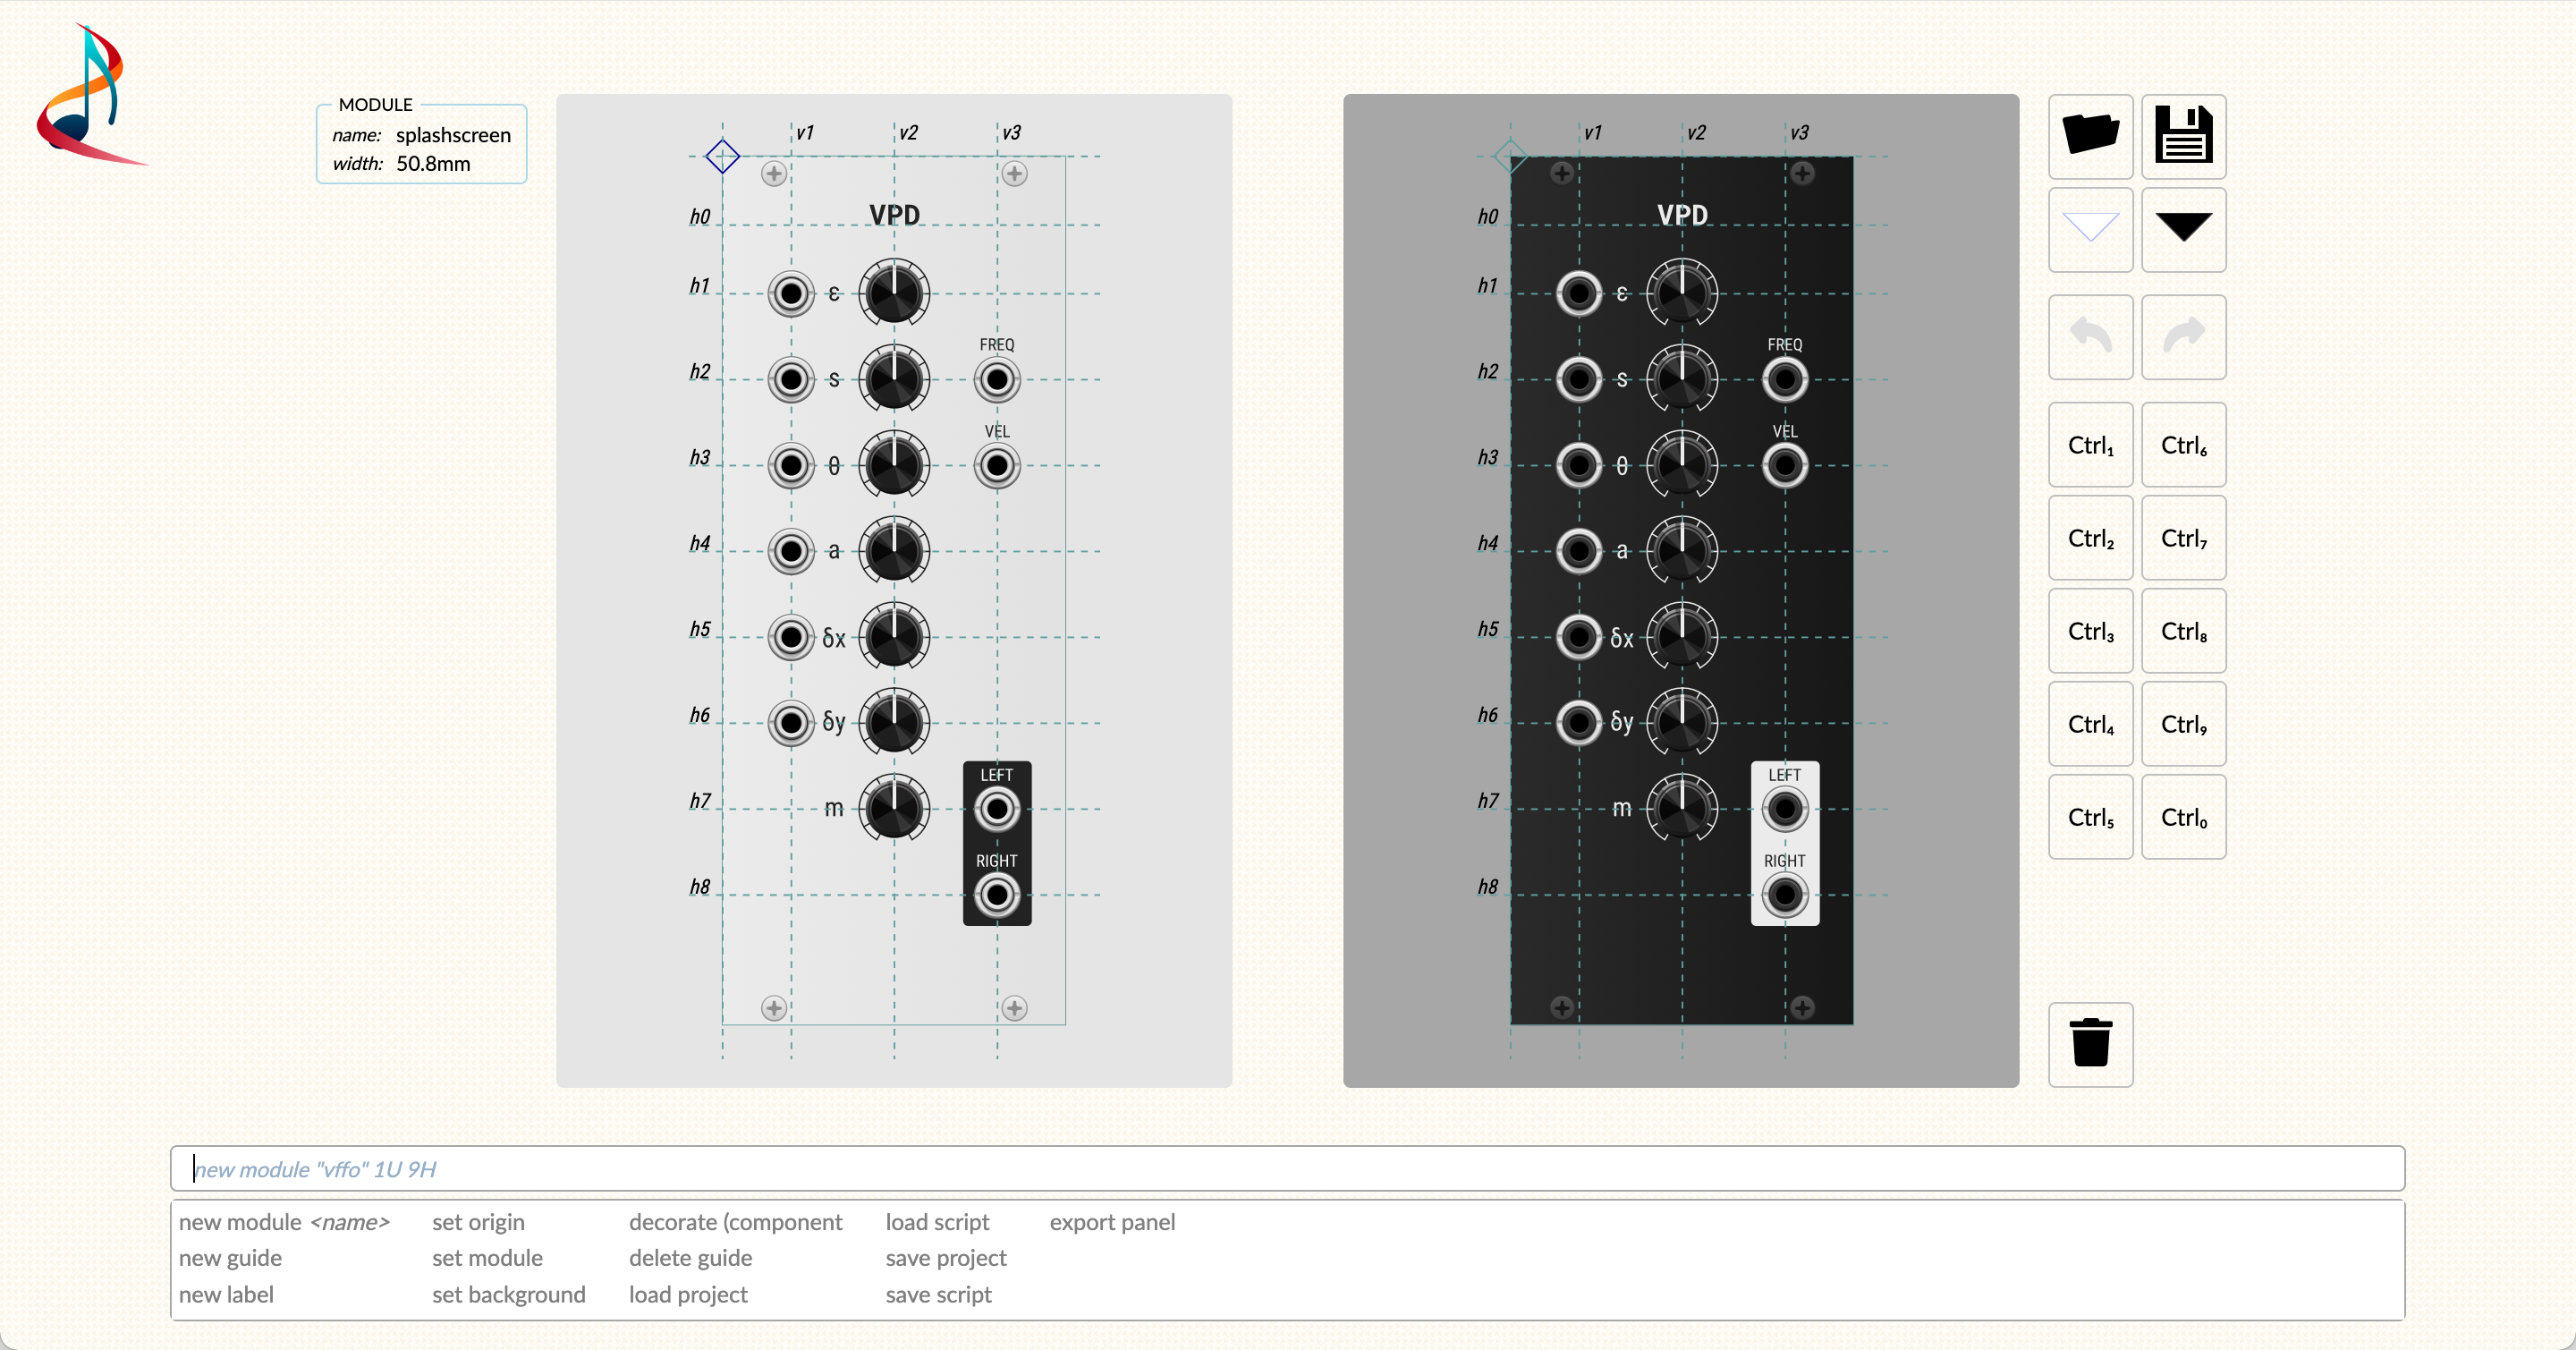 MODULE
name: splashscreen
width: 50.8mm
v1 v2 v3
VPD
h0
h1 ε
FREQ
h2 s
VEL
h3 θ
h4 a
h5 δx
h6 δy
LEFT
h7 m
RIGHT
h8
v1 v2 v3
VPD
h0
h1 ε
FREQ
h2 s
VEL
h3 θ
h4 a
h5 δx
h6 δy
LEFT
h7 m
RIGHT
h8
Ctrl₁ Ctrl₆
Ctrl₂ Ctrl₇
Ctrl₃ Ctrl₈
Ctrl₄ Ctrl₉
Ctrl₅ Ctrl₀
new module "vffo" 1U 9H
new module <name> set origin decorate (component load script export panel
new guide set module delete guide save project
new label set background load project save script